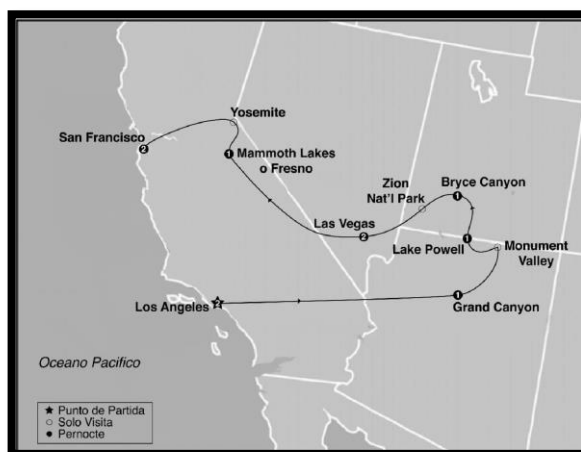 Yosemite
San Francisco
2
1
Mammoth Lakes
o Fresno
Zion
Nat'l Park
Bryce Canyon
1
Las Vegas
2
1
Lake Powell
Monument
Valley
Los Angeles
2
1
Grand Canyon
Oceano Pacifico
Punto de Partida
Solo Visita
Pernocte